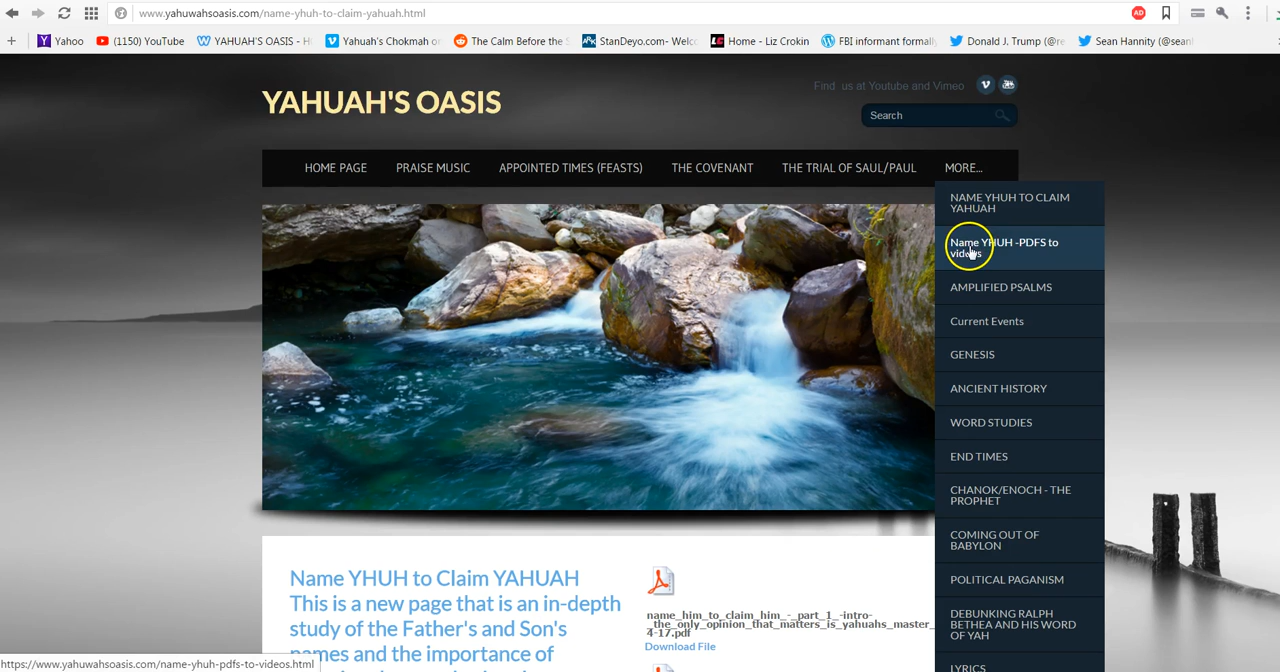 www.yahuwahsoasis.com/name-yhuh-to-claim-yahuah.html
AD
Yahoo
(1150) YouTube
YAHUAH'S OASIS - H
Yahuah's Chokmah o
The Calm Before the S
StanDeyo.com- Welc
Home - Liz Crokin
FBI informant formall
Donald J. Trump (@re
Sean Hannity (@sean
YAHUAH'S OASIS
Find us at Youtube and Vimeo
Search
HOME PAGE
PRAISE MUSIC
APPOINTED TIMES (FEASTS)
THE COVENANT
THE TRIAL OF SAUL/PAUL
MORE...
NAME YHUH TO CLAIM
YAHUAH
Name YHUH -PDFS to
videos
AMPLIFIED PSALMS
Current Events
GENESIS
ANCIENT HISTORY
WORD STUDIES
END TIMES
CHANOK/ENOCH - THE
PROPHET
COMING OUT OF
BABYLON
POLITICAL PAGANISM
DEBUNKING RALPH
BETHEA AND HIS WORD
OF YAH
LYRICS
Name YHUH to Claim YAHUAH
This is a new page that is an in-depth
study of the Father's and Son's
names and the importance of
name_him_to_claim_him_-_part_1_-intro-
_the_only_opinion_that_matters_is_yahuahs_master_
4-17.pdf
Download File
https://www.yahuwahsoasis.com/name-yhuh-pdfs-to-videos.html